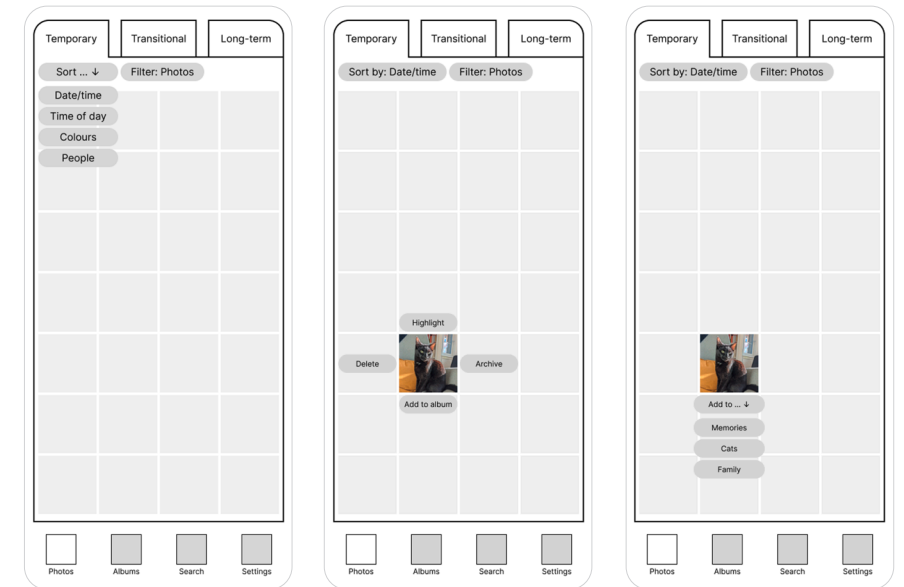 Temporary Transitional Long-term
Sort ... ↓ Filter: Photos
Date/time
Time of day
Colours
People
Photos Albums Search Settings
Temporary Transitional Long-term
Sort by: Date/time Filter: Photos
Highlight
Delete Archive
Add to album
Photos Albums Search Settings
Temporary Transitional Long-term
Sort by: Date/time Filter: Photos
Add to ... ↓
Memories
Cats
Family
Photos Albums Search Settings